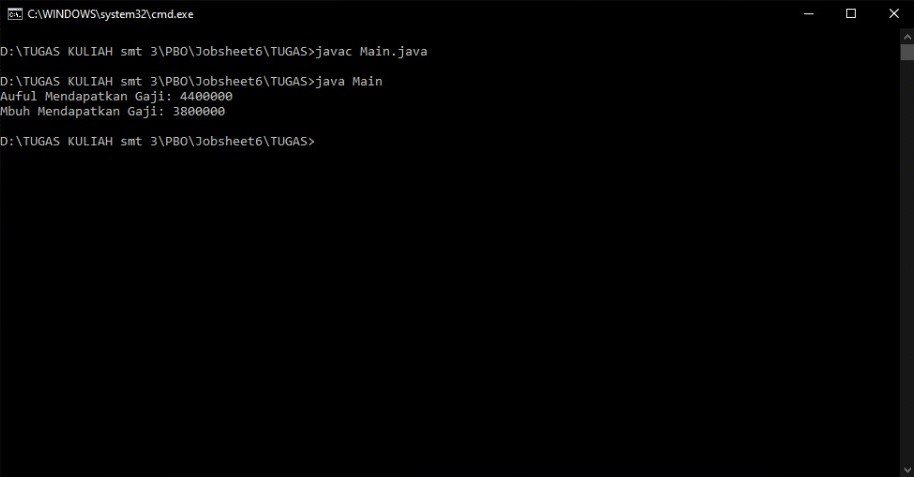 C:\WINDOWS\system32\cmd.exe
D:\TUGAS KULIAH smt 3\PBO\Jobsheet6\TUGAS>javac Main.java
D:\TUGAS KULIAH smt 3\PBO\Jobsheet6\TUGAS>java Main
Auful Mendapatkan Gaji: 4400000
Mbuh Mendapatkan Gaji: 3800000
D:\TUGAS KULIAH smt 3\PBO\Jobsheet6\TUGAS>